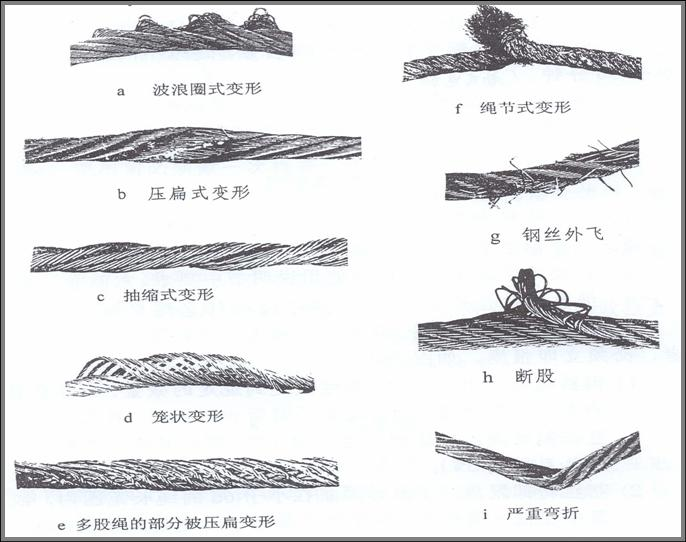 a 波浪圈式变形
b 压扁式变形
c 抽缩式变形
d 笼状变形
e 多股绳的部分被压扁变形
f 绳节式变形
g 钢丝外飞
h 断股
i 严重弯折